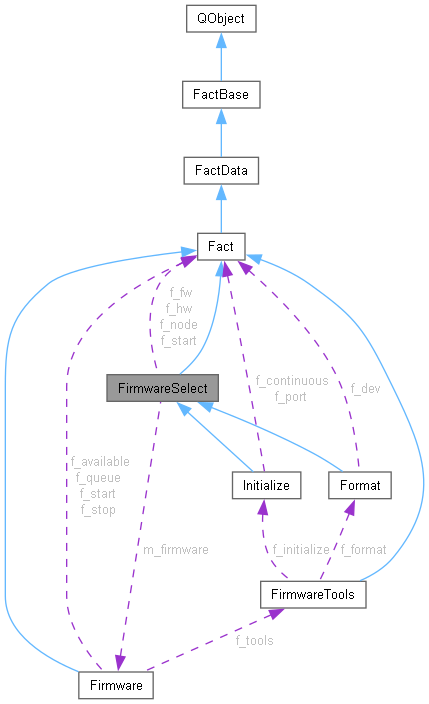 QObject
FactBase
FactData
Fact
f_fw
f_hw
f_node
f_start
FirmwareSelect
f_continuous
f_port
f_dev
f_available
f_queue
f_start
f_stop
Initialize
Format
m_firmware
f_initialize
f_format
FirmwareTools
f_tools
Firmware